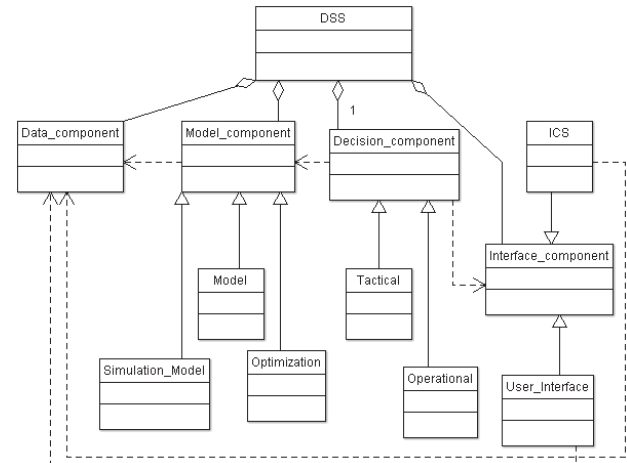 DSS
1
Data_component
Model_component
Decision_component
ICS
Interface_component
Model
Tactical
Simulation_Model
Optimization
Operational
User_Interface